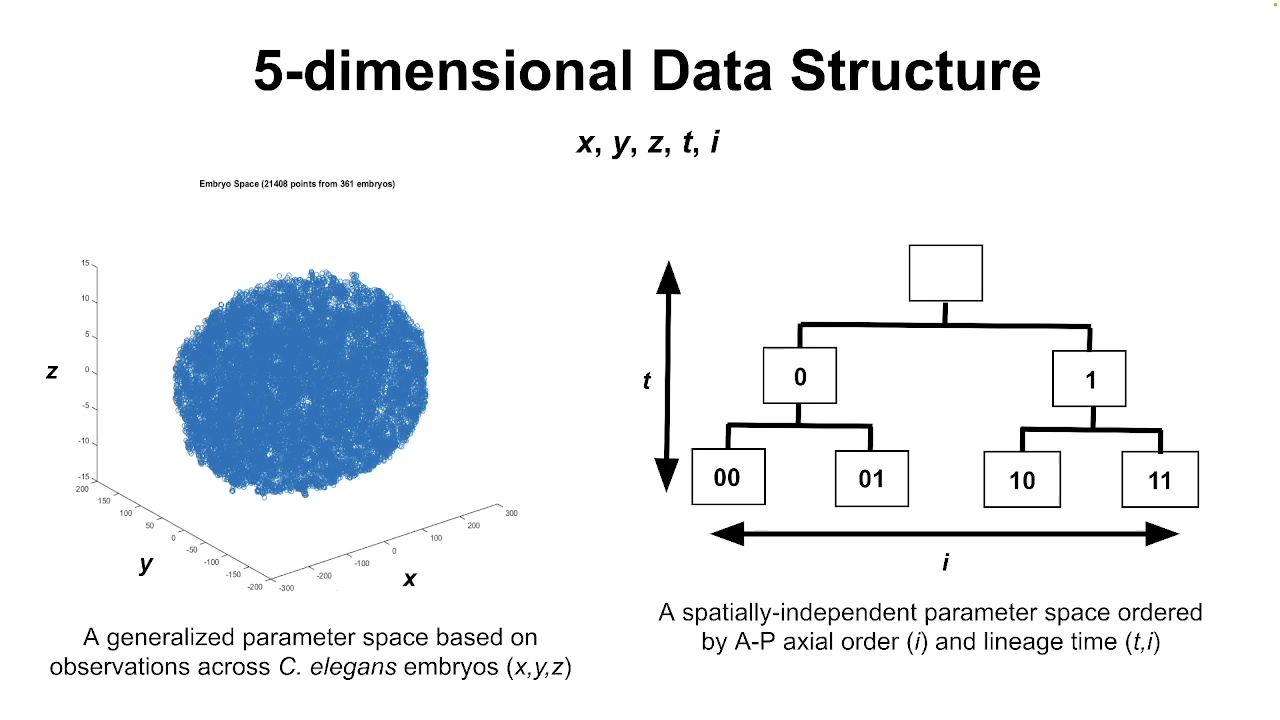 5-dimensional Data Structure
x, y, z, t, i
Embryo Space (21408 points from 361 embryos)
15
10
5
0
-5
-10
-15
z
200
150
100
50
0
-50
-100
-150
-200
y
-300
-200
-100
0
100
200
300
x
A generalized parameter space based on
observations across C. elegans embryos (x,y,z)
t
0
1
00
01
10
11
i
A spatially-independent parameter space ordered
by A-P axial order (i) and lineage time (t,i)